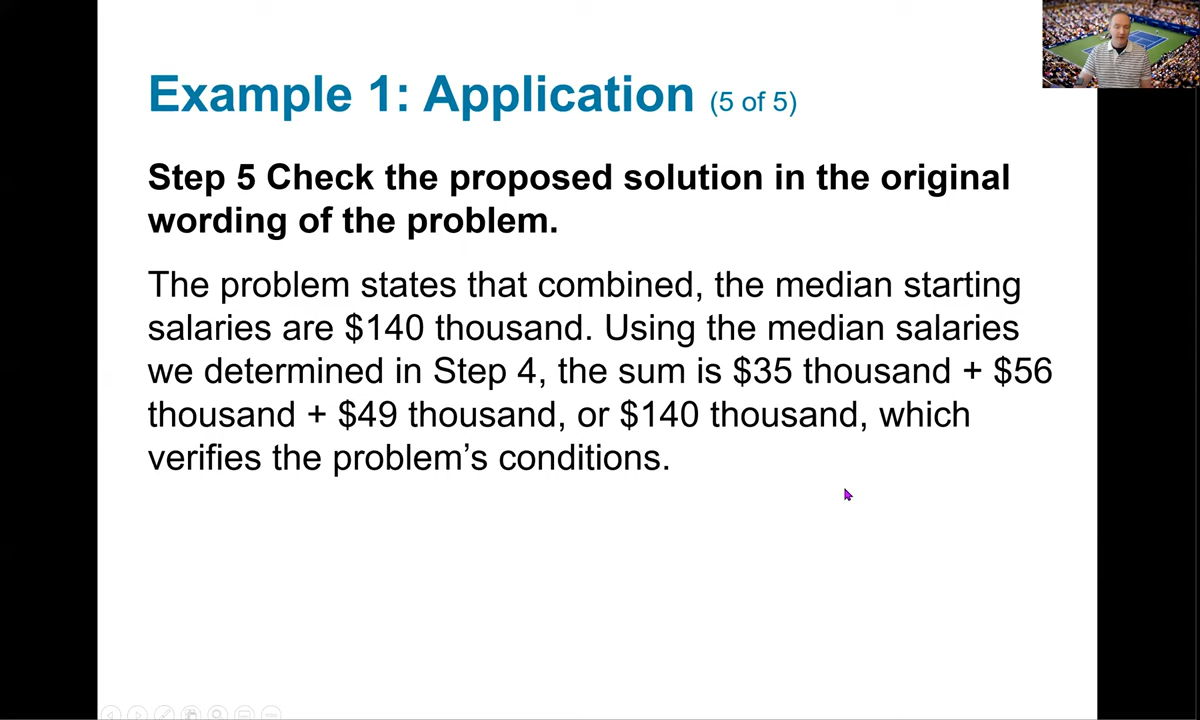 Example 1: Application (5 of 5)
Step 5 Check the proposed solution in the original
wording of the problem.
The problem states that combined, the median starting
salaries are $140 thousand. Using the median salaries
we determined in Step 4, the sum is $35 thousand + $56
thousand + $49 thousand, or $140 thousand, which
verifies the problem’s conditions.